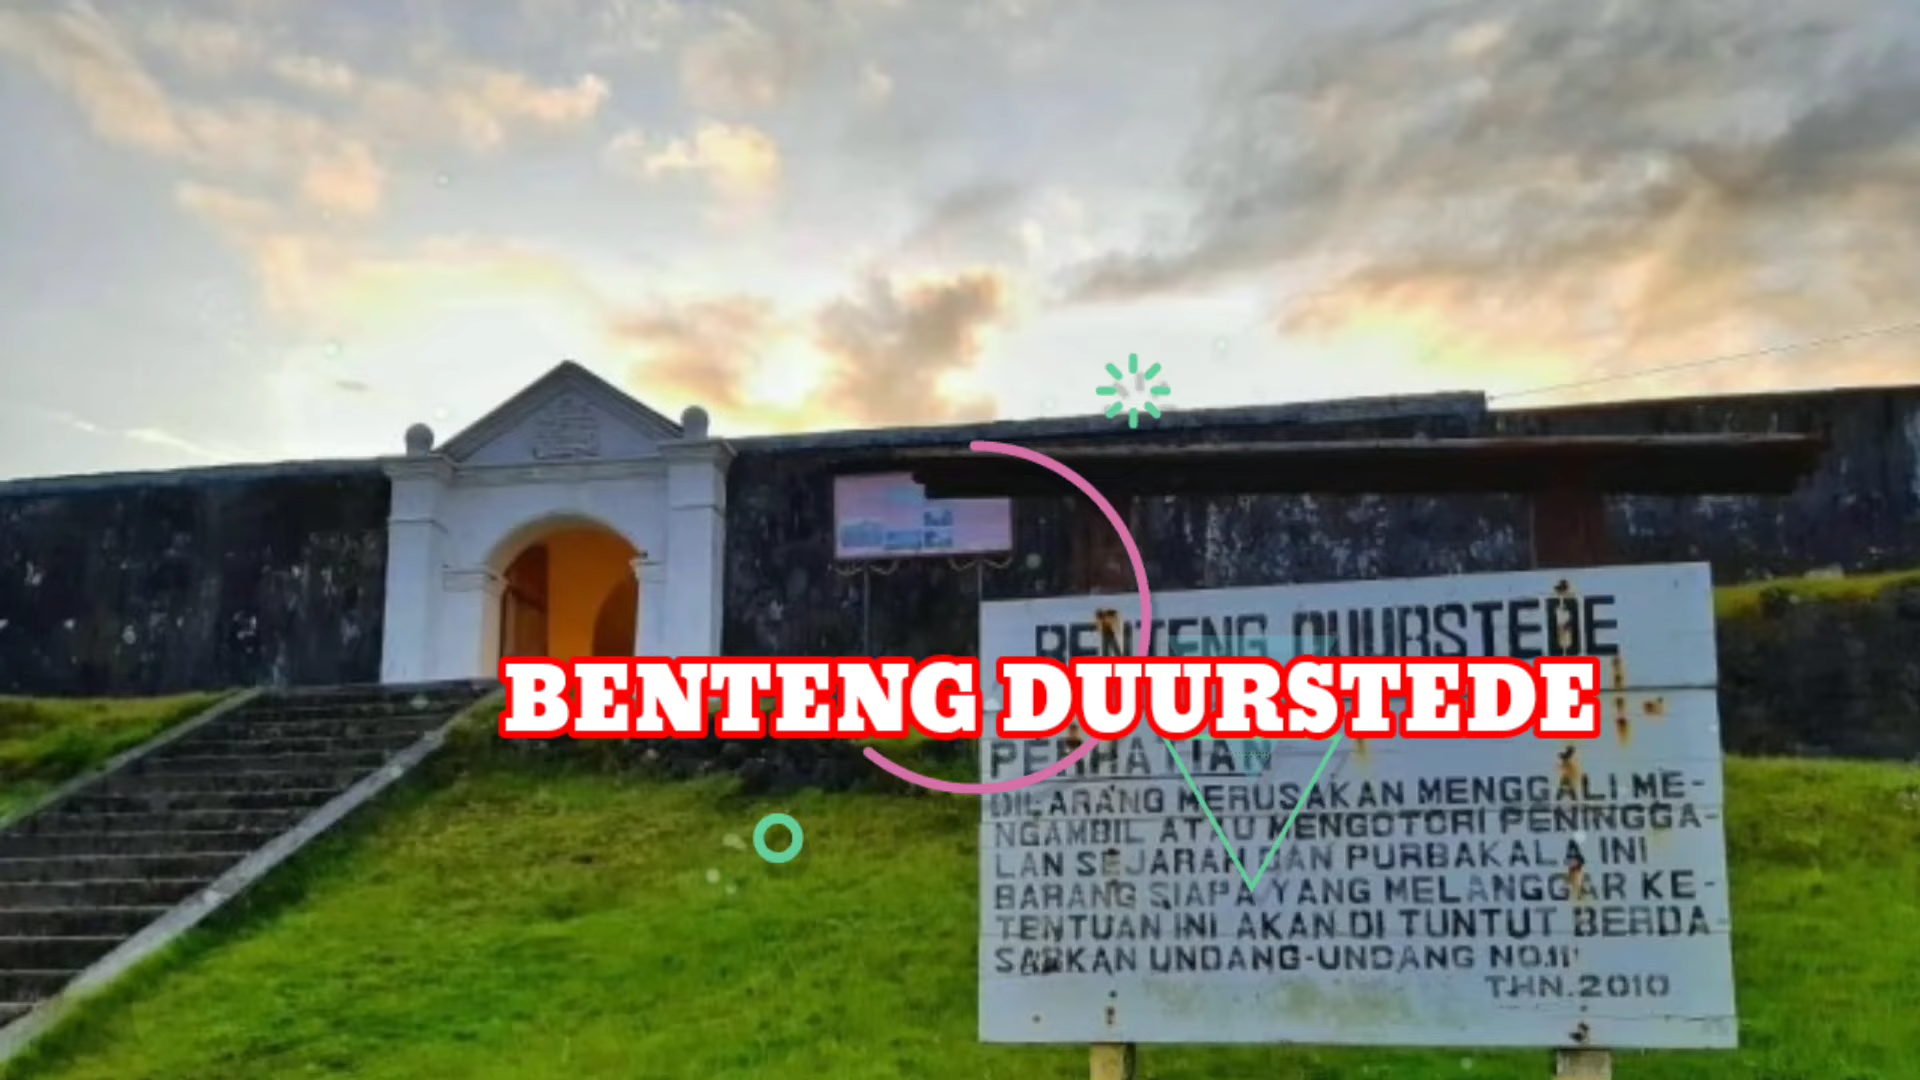 BENTENG DUURSTEDE
BENTENG DUURSTEDE
PERHATIAN
DILARANG MERUSAKAN MENGGALI ME-
NGAMBIL ATAU MENGOTORI PENINGGA-
LAN SEJARAH DAN PURBAKALA INI
BARANG SIAPA YANG MELANGGAR KE-
TENTUAN INI AKAN DI TUNTUT BERDA-
SARKAN UNDANG-UNDANG NO.11
THN.2010